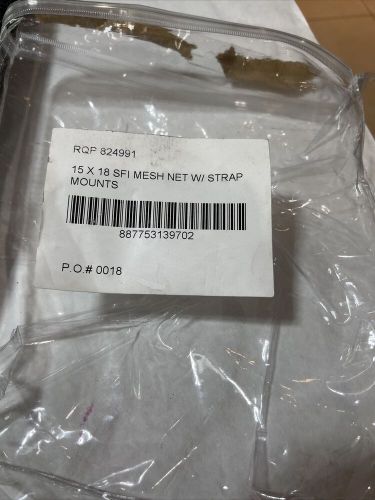 RQP 824991
15 X 18 SFI MESH NET W/ STRAP
MOUNTS
887753139702
P.O.# 0018